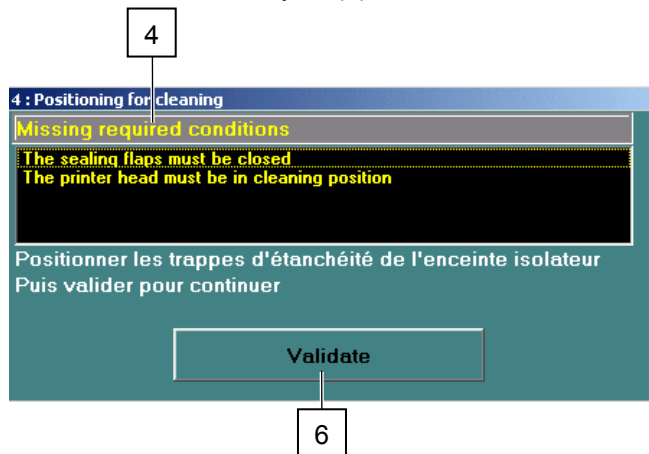 4
4 : Positioning for cleaning
Missing required conditions
The sealing flaps must be closed
The printer head must be in cleaning position
Positionner les trappes d'étanchéité de l'enceinte isolateur
Puis valider pour continuer
Validate
6